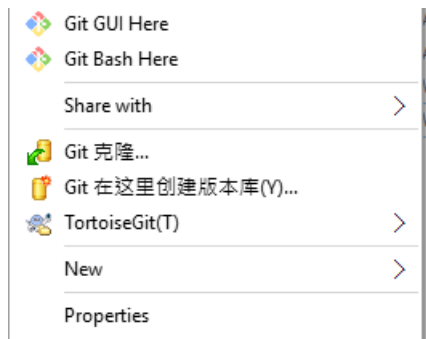 Git GUI Here
Git Bash Here
Share with
Git 克隆...
Git 在这里创建版本库(Y)...
TortoiseGit(T)
New
Properties